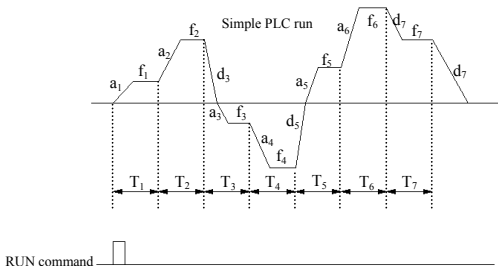 Simple PLC run
a₁ f₁ a₂ f₂ d₃ a₃ f₃ a₄ f₄ d₅ a₅ f₅ a₆ f₆ d₇ f₇ d₇
T₁ T₂ T₃ T₄ T₅ T₆ T₇
RUN command